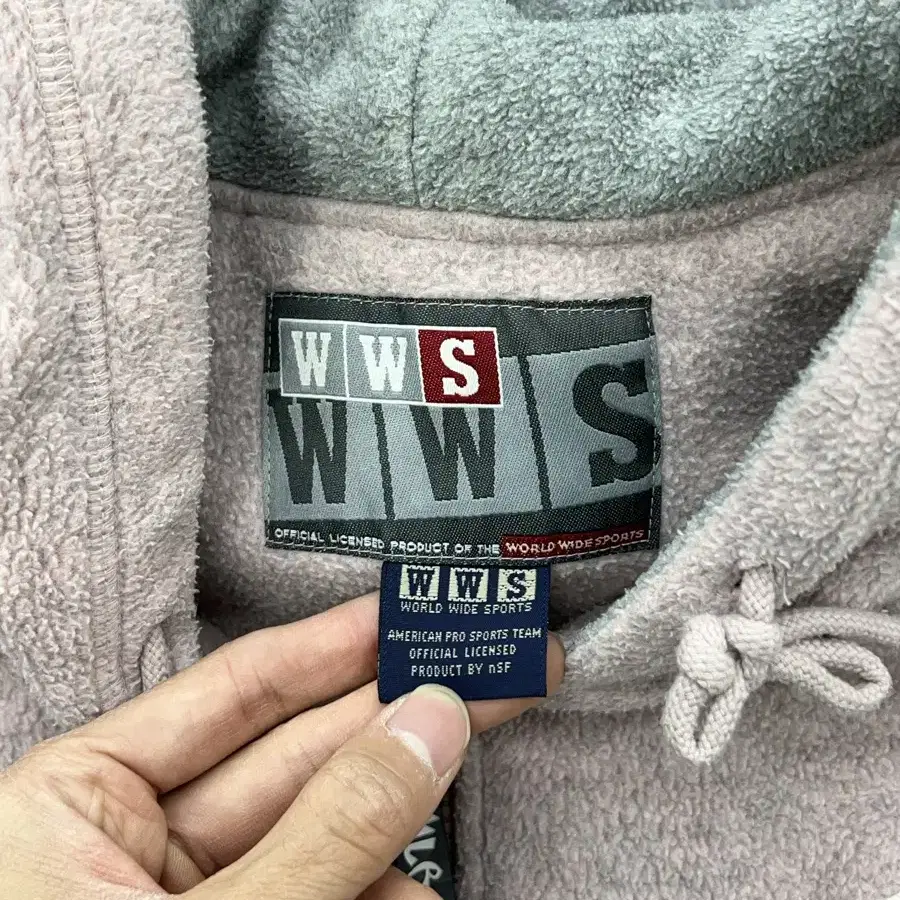 WWS
WWS
OFFICIAL LICENSED PRODUCT OF THE WORLD WIDE SPORTS
WWS
WORLD WIDE SPORTS
AMERICAN PRO SPORTS TEAM
OFFICIAL LICENSED
PRODUCT BY nSF